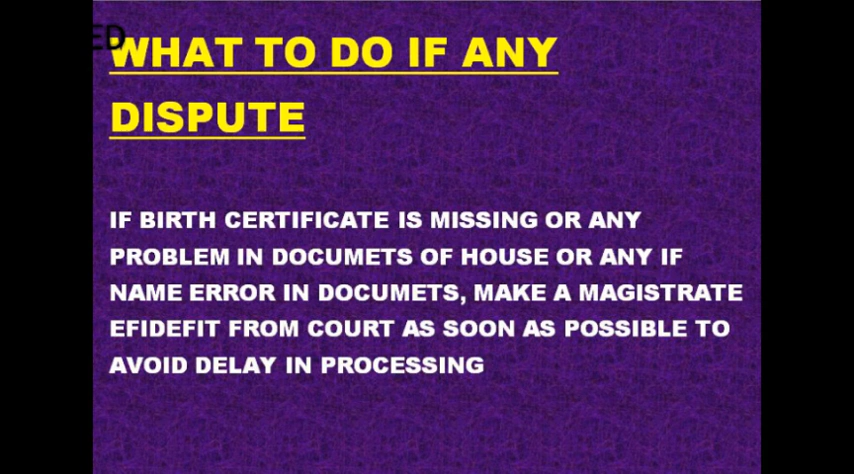 ED
WHAT TO DO IF ANY
DISPUTE
IF BIRTH CERTIFICATE IS MISSING OR ANY
PROBLEM IN DOCUMETS OF HOUSE OR ANY IF
NAME ERROR IN DOCUMETS, MAKE A MAGISTRATE
EFIDEFIT FROM COURT AS SOON AS POSSIBLE TO
AVOID DELAY IN PROCESSING